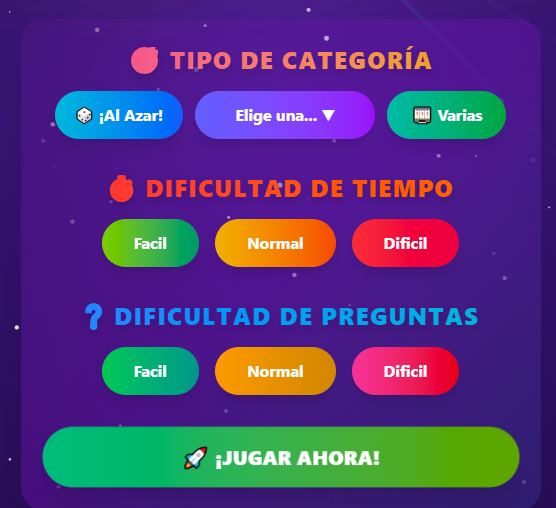 TIPO DE CATEGORÍA
¡Al Azar! Elige una... ▼ Varias
DIFICULTAD DE TIEMPO
Facil Normal Dificil
? DIFICULTAD DE PREGUNTAS
Facil Normal Dificil
¡JUGAR AHORA!